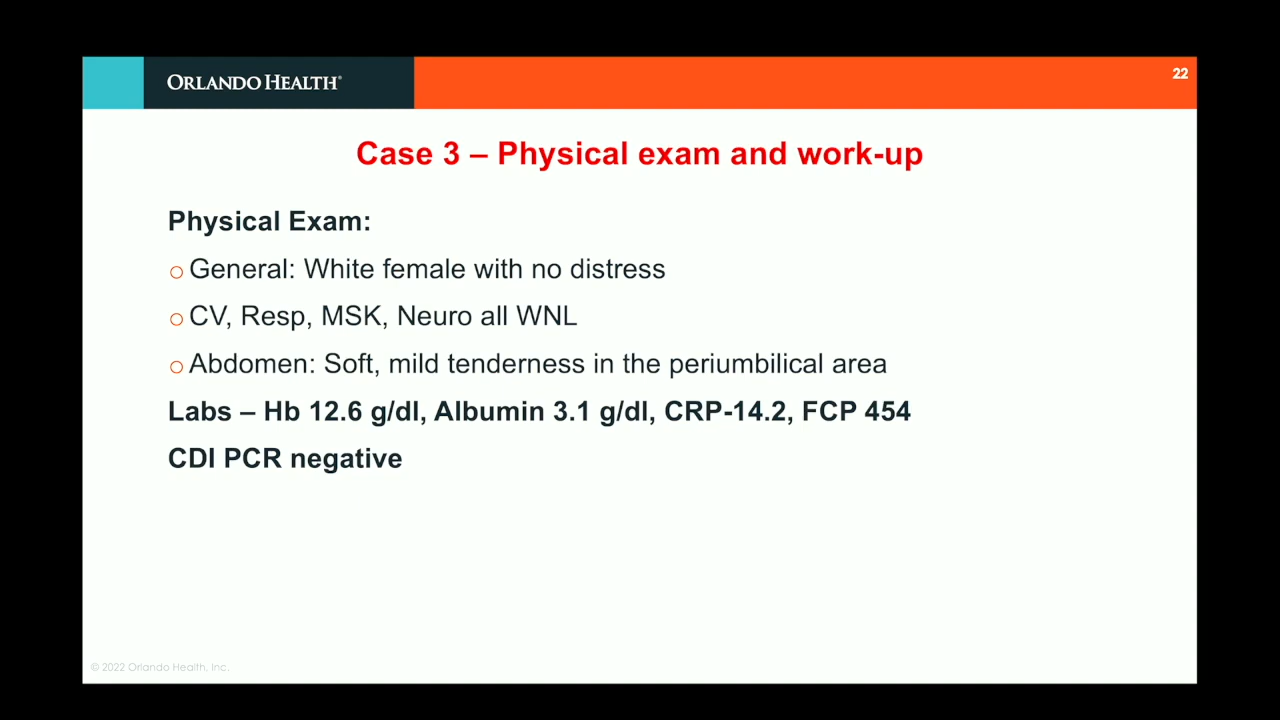 ORLANDO HEALTH®
22
Case 3 – Physical exam and work-up
Physical Exam:
General: White female with no distress
CV, Resp, MSK, Neuro all WNL
Abdomen: Soft, mild tenderness in the periumbilical area
Labs – Hb 12.6 g/dl, Albumin 3.1 g/dl, CRP-14.2, FCP 454
CDI PCR negative
© 2022 Orlando Health, Inc.